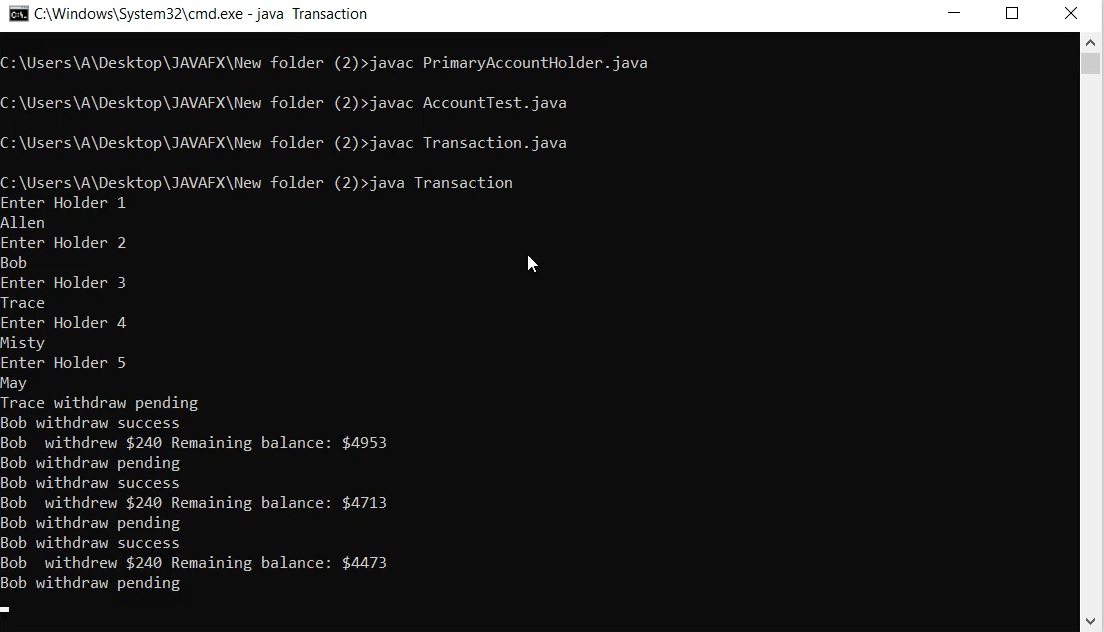 C:\Windows\System32\cmd.exe - java  Transaction
C:\Users\A\Desktop\JAVAFX\New folder (2)>javac PrimaryAccountHolder.java
C:\Users\A\Desktop\JAVAFX\New folder (2)>javac AccountTest.java
C:\Users\A\Desktop\JAVAFX\New folder (2)>javac Transaction.java
C:\Users\A\Desktop\JAVAFX\New folder (2)>java Transaction
Enter Holder 1
Allen
Enter Holder 2
Bob
Enter Holder 3
Trace
Enter Holder 4
Misty
Enter Holder 5
May
Trace withdraw pending
Bob withdraw success
Bob  withdrew $240 Remaining balance: $4953
Bob withdraw pending
Bob withdraw success
Bob  withdrew $240 Remaining balance: $4713
Bob withdraw pending
Bob withdraw success
Bob  withdrew $240 Remaining balance: $4473
Bob withdraw pending